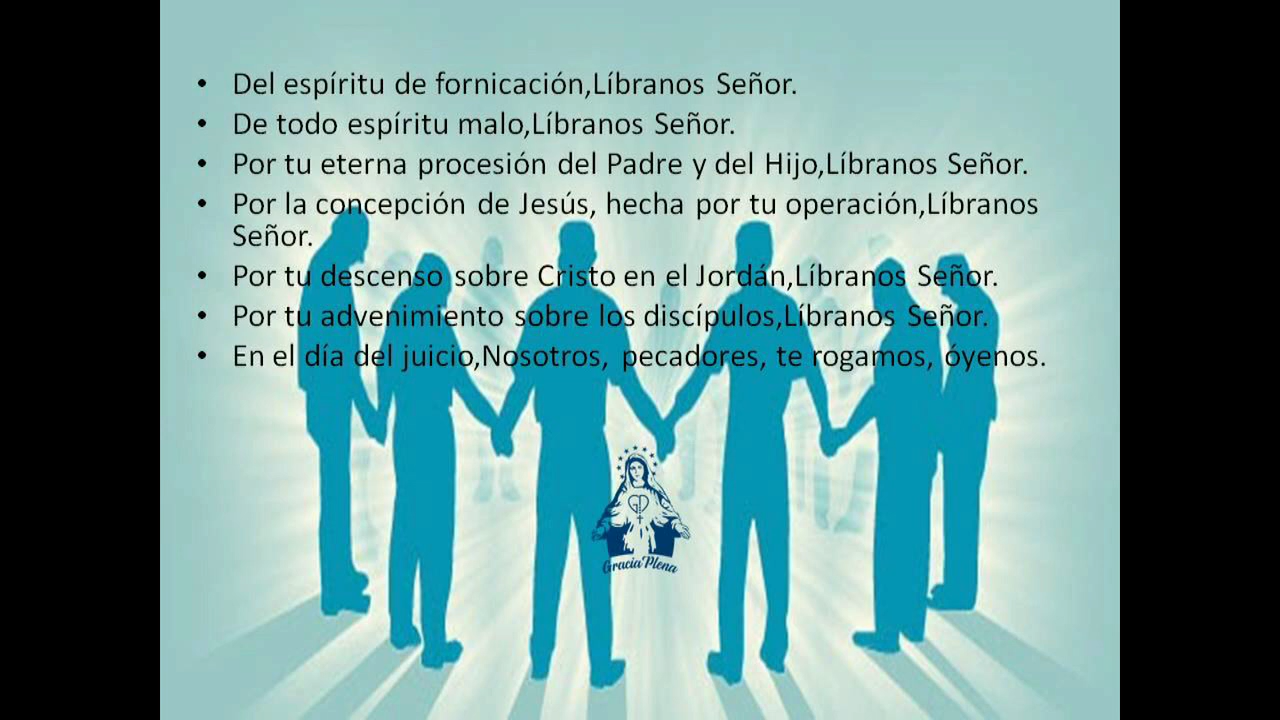 • Del espíritu de fornicación,Líbranos Señor.
• De todo espíritu malo,Líbranos Señor.
• Por tu eterna procesión del Padre y del Hijo,Líbranos Señor.
• Por la concepción de Jesús, hecha por tu operación,Líbranos
Señor.
• Por tu descenso sobre Cristo en el Jordán,Líbranos Señor.
• Por tu advenimiento sobre los discípulos,Líbranos Señor.
• En el día del juicio,Nosotros, pecadores, te rogamos, óyenos.
Gracia Plena